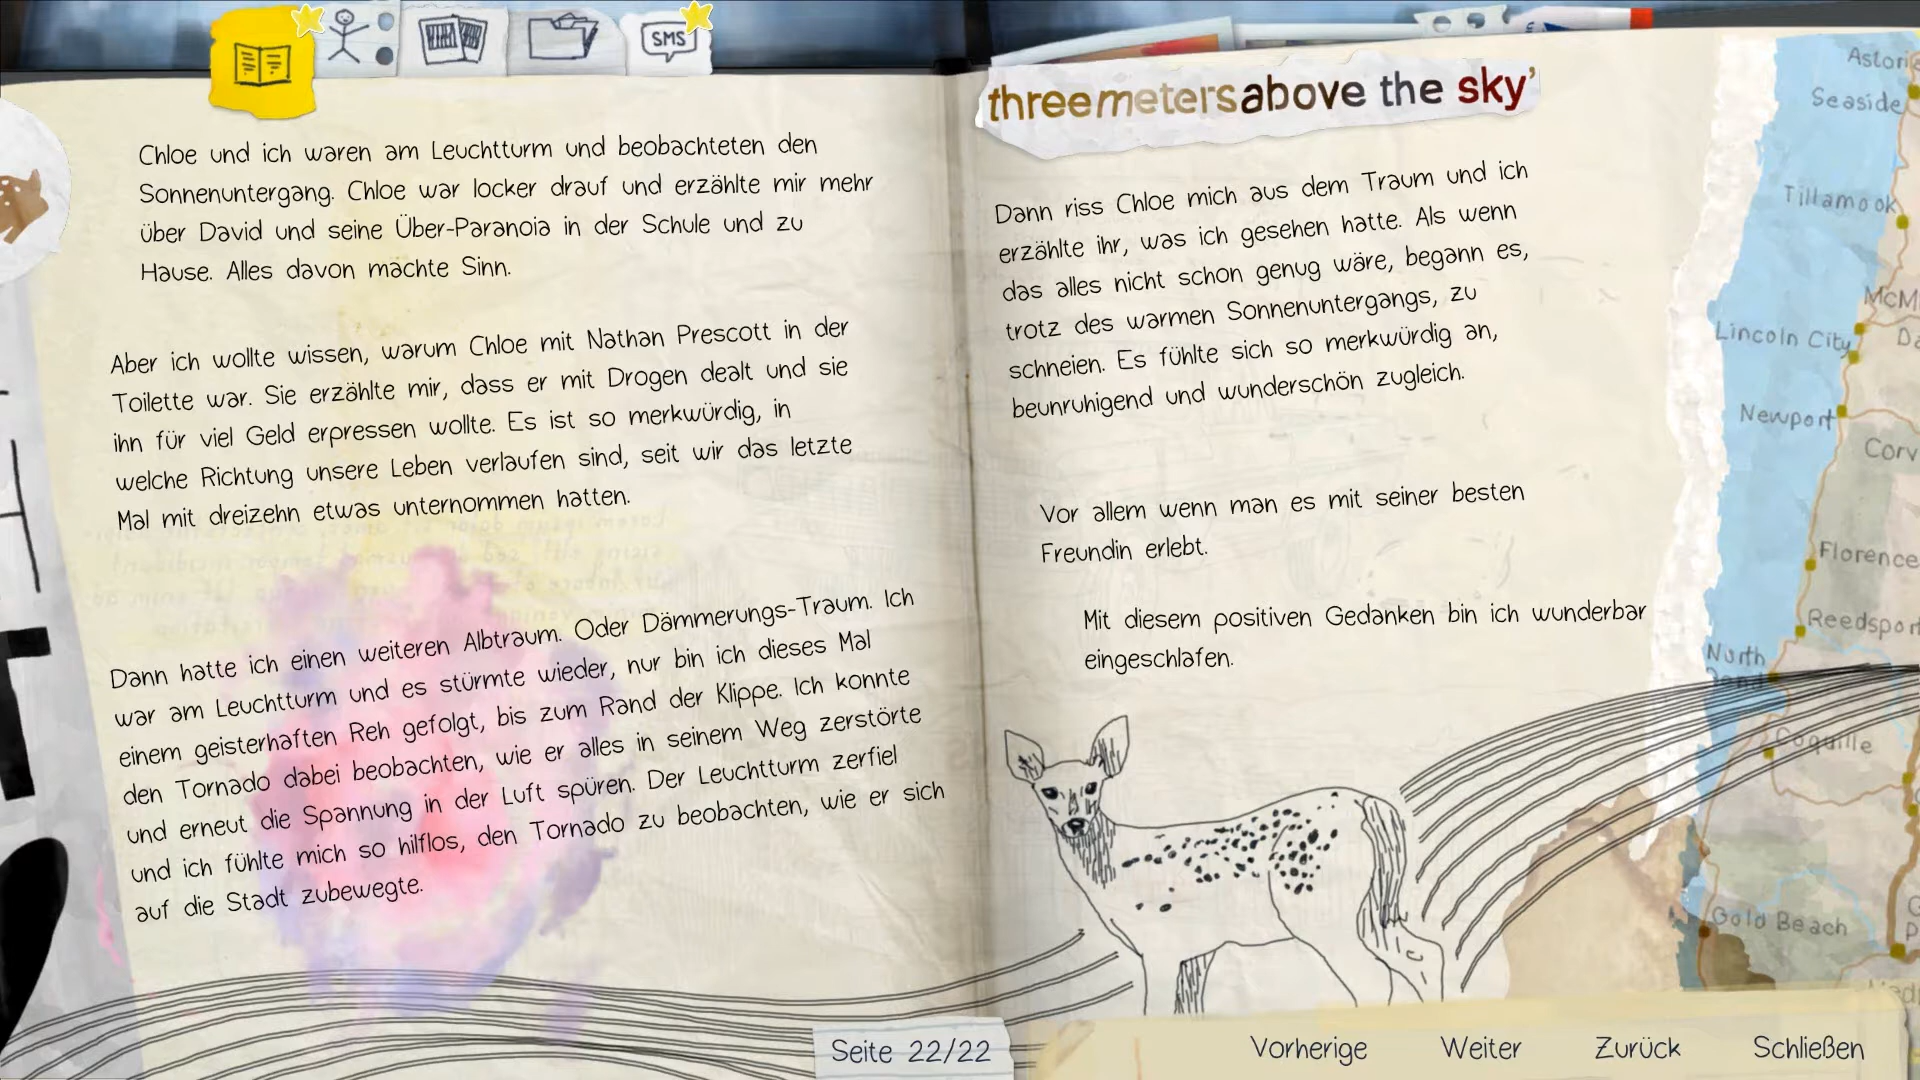 SMS
Chloe und ich waren am Leuchtturm und beobachteten den
Sonnenuntergang. Chloe war locker drauf und erzählte mir mehr
über David und seine Über-Paranoia in der Schule und zu
Hause. Alles davon machte Sinn.
Aber ich wollte wissen, warum Chloe mit Nathan Prescott in der
Toilette war. Sie erzählte mir, dass er mit Drogen dealt und sie
ihn für viel Geld erpressen wollte. Es ist so merkwürdig, in
welche Richtung unsere Leben verlaufen sind, seit wir das letzte
Mal mit dreizehn etwas unternommen hatten.
Dann hatte ich einen weiteren Albtraum. Oder Dämmerungs-Traum. Ich
war am Leuchtturm und es stürmte wieder, nur bin ich dieses Mal
einem geisterhaften Reh gefolgt, bis zum Rand der Klippe. Ich konnte
den Tornado dabei beobachten, wie er alles in seinem Weg zerstörte
und erneut die Spannung in der Luft spüren. Der Leuchtturm zerfiel
und ich fühlte mich so hilflos, den Tornado zu beobachten, wie er sich
auf die Stadt zubewegte.
threemetersabove the sky'
Dann riss Chloe mich aus dem Traum und ich
erzählte ihr, was ich gesehen hatte. Als wenn
das alles nicht schon genug wäre, begann es,
trotz des warmen Sonnenuntergangs, zu
schneien. Es fühlte sich so merkwürdig an,
beunruhigend und wunderschön zugleich.
Vor allem wenn man es mit seiner besten
Freundin erlebt.
Mit diesem positiven Gedanken bin ich wunderbar
eingeschlafen.
Astori
Seaside
Tillamook
McM
Lincoln City
Da
Newport
Corv
Florence
Reedsport
North
Bend
Coquille
Gold Beach
Seite 22/22
Vorherige
Weiter
Zurück
Schließen